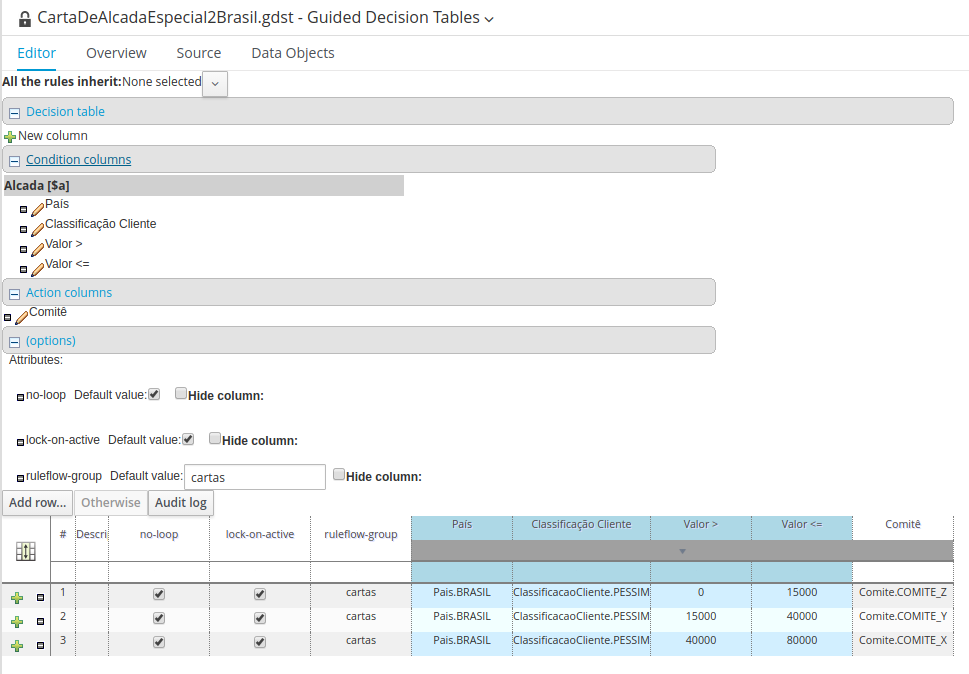 CartaDeAlcadaEspecial2Brasil.gdst - Guided Decision Tables
Editor Overview Source Data Objects
All the rules inherit:None selected
Decision table
New column
Condition columns
Alcada [$a]
País
Classificação Cliente
Valor >
Valor <=
Action columns
Comitê
(options)
Attributes:
no-loop Default value: Hide column:
lock-on-active Default value: Hide column:
ruleflow-group Default value: cartas Hide column:
Add row... Otherwise Audit log
# Descri no-loop lock-on-active ruleflow-group País Classificação Cliente Valor > Valor <= Comitê
1 cartas Pais.BRASIL ClassificacaoCliente.PESSIM 0 15000 Comite.COMITE_Z
2 cartas Pais.BRASIL ClassificacaoCliente.PESSIM 15000 40000 Comite.COMITE_Y
3 cartas Pais.BRASIL ClassificacaoCliente.PESSIM 40000 80000 Comite.COMITE_X